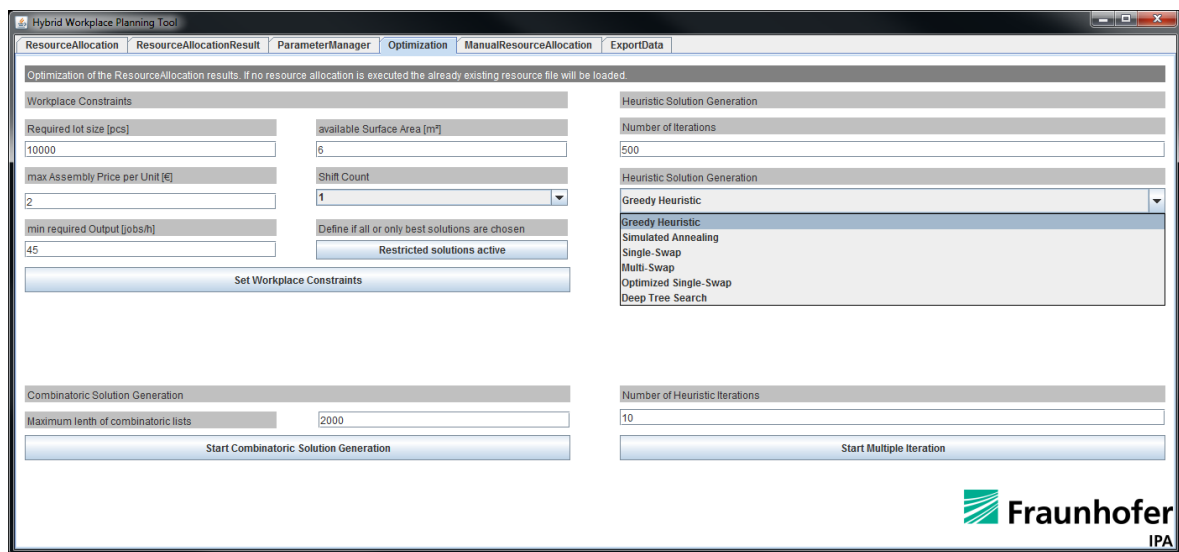 Hybrid Workplace Planning Tool
ResourceAllocation ResourceAllocationResult ParameterManager Optimization ManualResourceAllocation ExportData
Optimization of the ResourceAllocation results. If no resource allocation is executed the already existing resource file will be loaded.
Workplace Constraints
Required lot size [pcs] available Surface Area [m²]
10000 6
max Assembly Price per Unit [€] Shift Count
2 1
min required Output [jobs/h] Define if all or only best solutions are chosen
45 Restricted solutions active
Set Workplace Constraints
Heuristic Solution Generation
Number of Iterations
500
Heuristic Solution Generation
Greedy Heuristic
Greedy Heuristic
Simulated Annealing
Single-Swap
Multi-Swap
Optimized Single-Swap
Deep Tree Search
Combinatoric Solution Generation
Maximum lenth of combinatoric lists 2000
Start Combinatoric Solution Generation
Number of Heuristic Iterations
10
Start Multiple Iteration
Fraunhofer
IPA